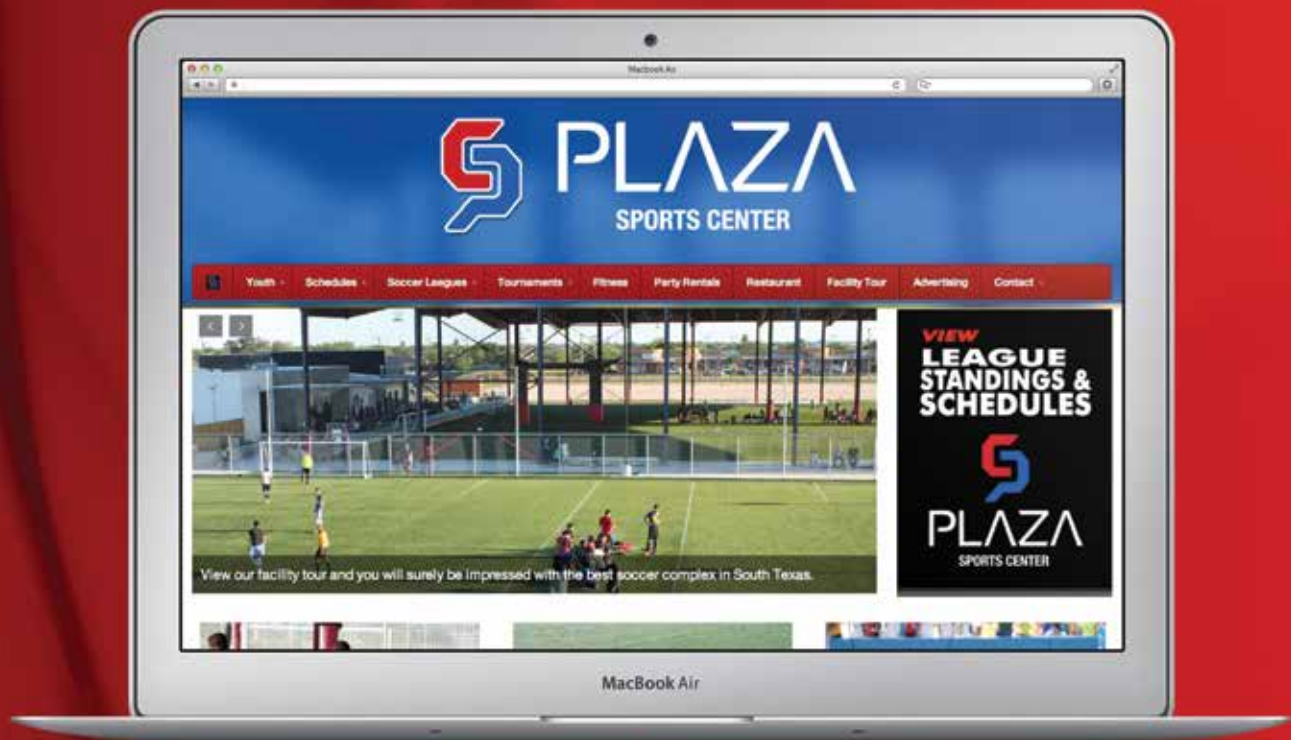 Macbook Air
PLAZA
SPORTS CENTER
Youth
Schedules
Soccer Leagues
Tournaments
Fitness
Party Rentals
Restaurant
Facility Tour
Advertising
Contact
VIEW
LEAGUE
STANDINGS &
SCHEDULES
PLAZA
SPORTS CENTER
View our facility tour and you will surely be impressed with the best soccer complex in South Texas.
MacBook Air